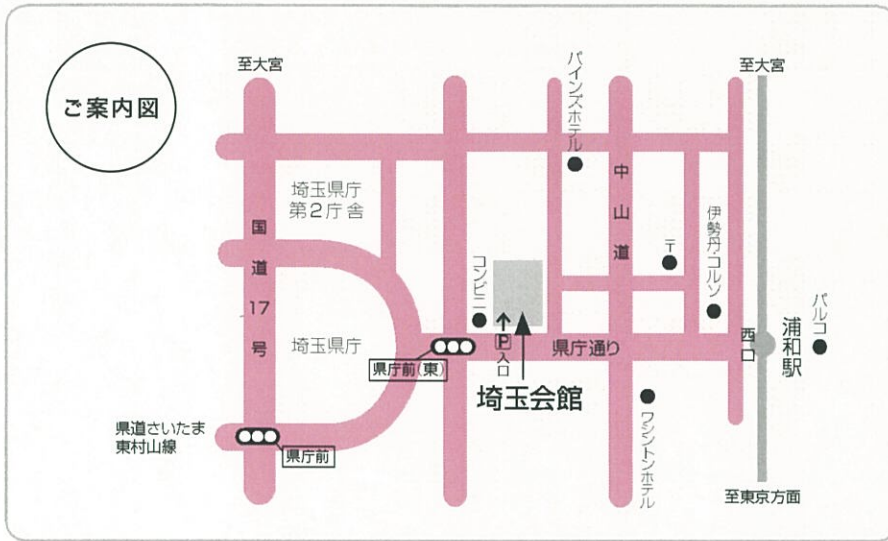 ご案内図
至大宮
至大宮
パインズホテル
中山道
伊勢丹・コルソ
〒
埼玉県庁
第2庁舎
国道17号
コンビニ
埼玉県庁
県庁前(東)
P入口
県庁通り
西口
浦和駅
パルコ
埼玉会館
ワシントンホテル
県道さいたま
東村山線
県庁前
至東京方面